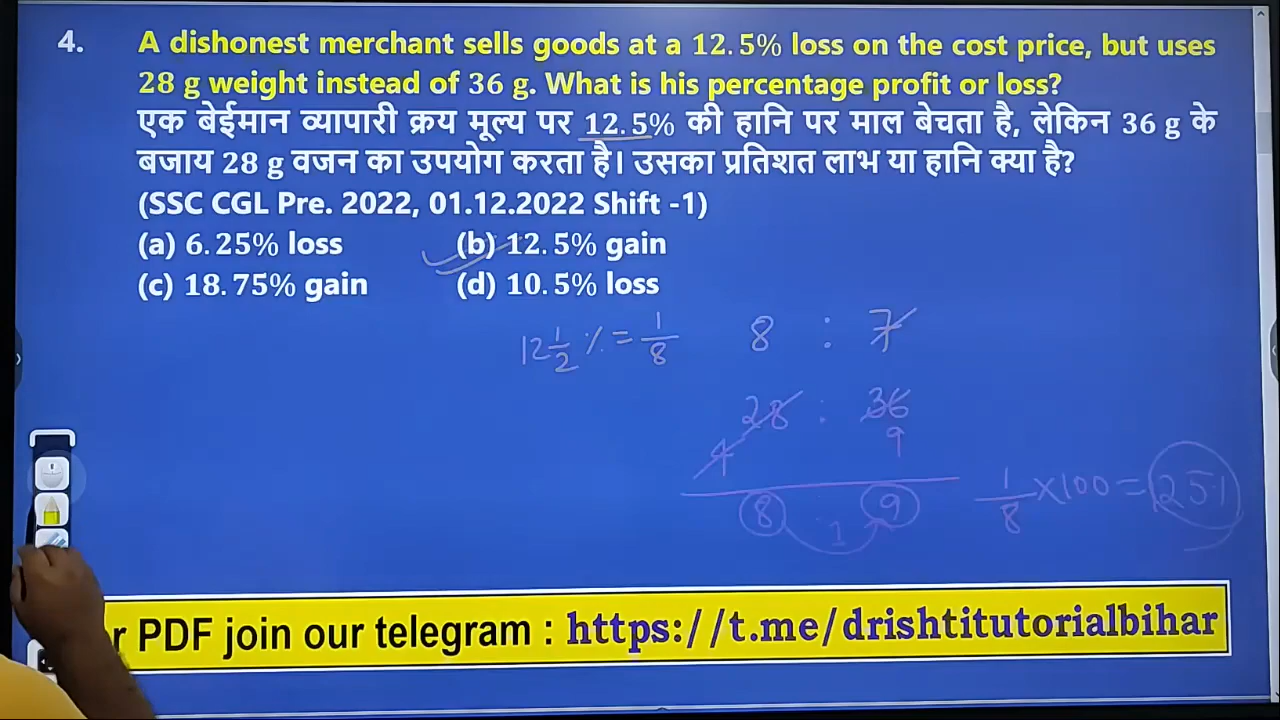 4. A dishonest merchant sells goods at a 12.5% loss on the cost price, but uses
28 g weight instead of 36 g. What is his percentage profit or loss?
एक बेईमान व्यापारी क्रय मूल्य पर 12.5% की हानि पर माल बेचता है, लेकिन 36 g के
बजाय 28 g वजन का उपयोग करता है। उसका प्रतिशत लाभ या हानि क्या है?
(SSC CGL Pre. 2022, 01.12.2022 Shift -1)
(a) 6.25% loss (b) 12.5% gain
(c) 18.75% gain (d) 10.5% loss
12 1/2 % = 1/8 8 : 7
28 : 36
4 9
8 1 9
1/8 × 100 =
r PDF join our telegram : https://t.me/drishtitutorialbihar